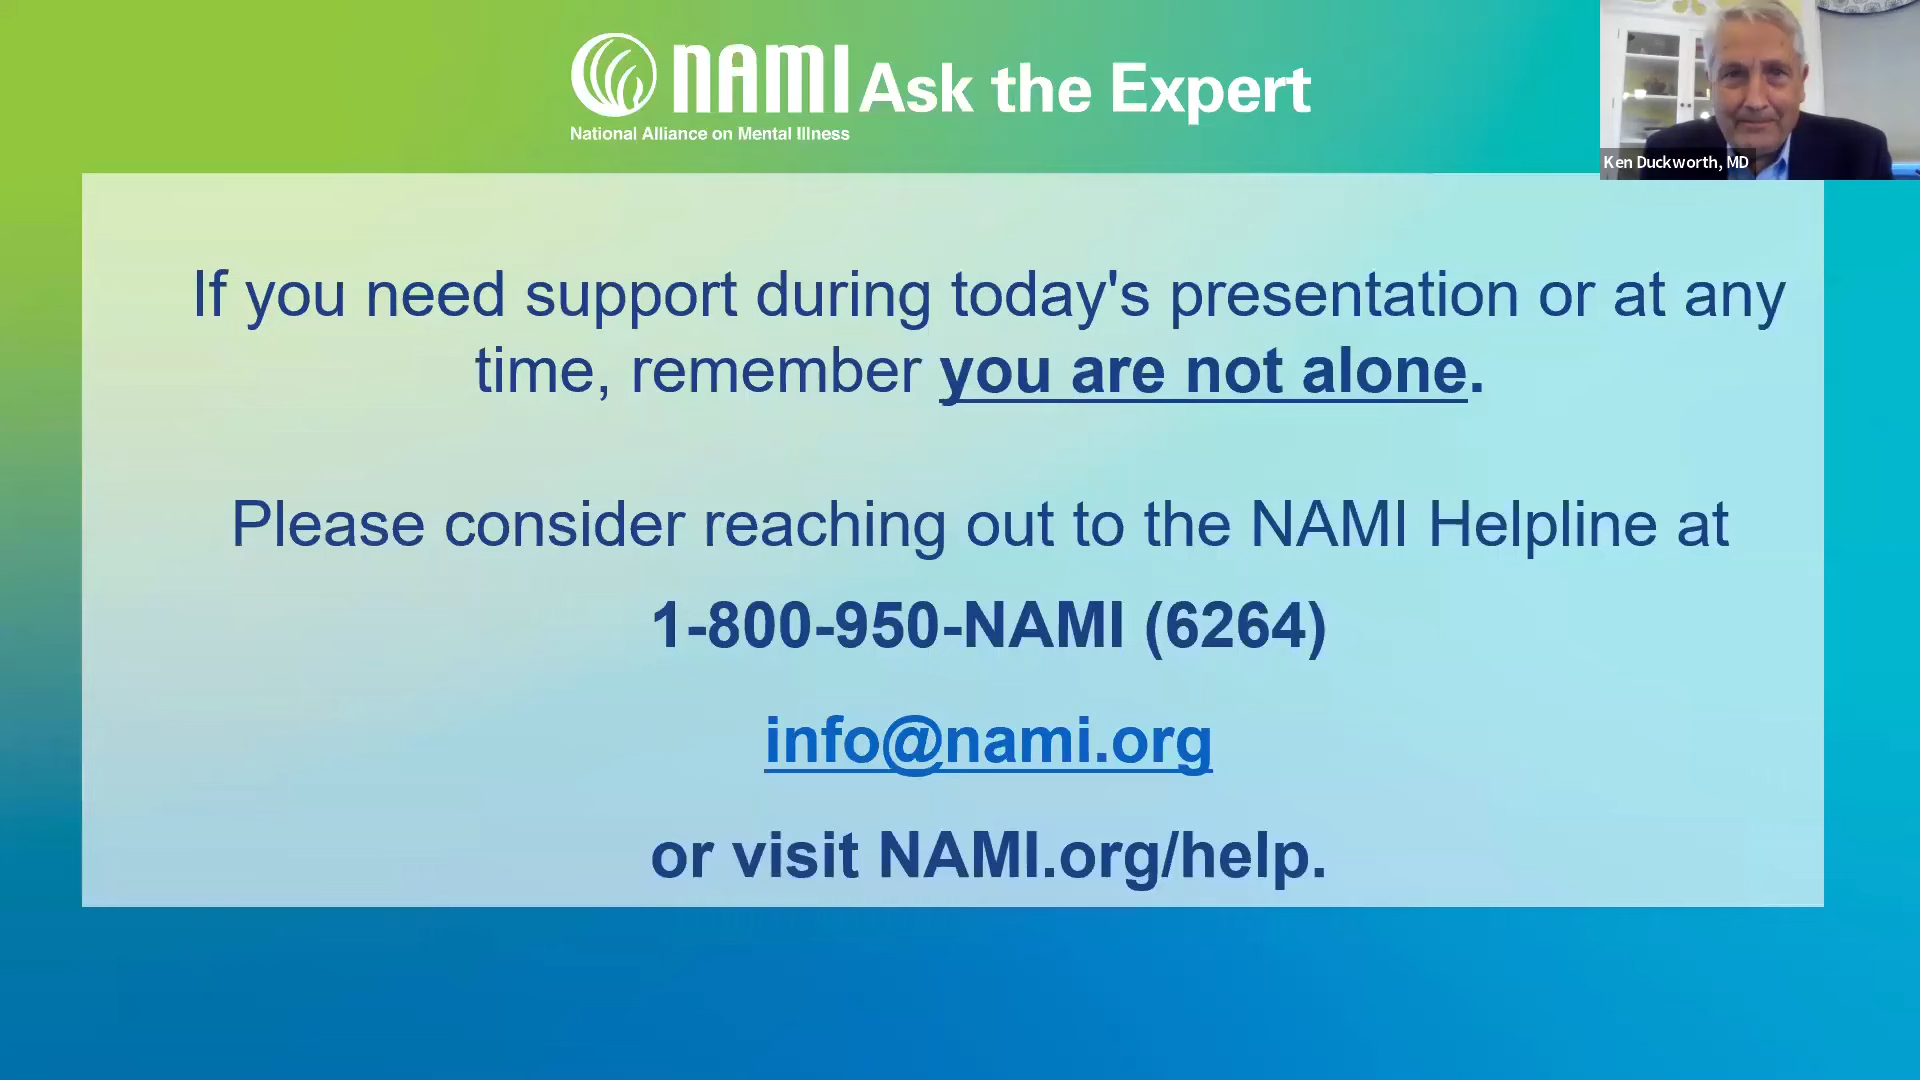 NAMI Ask the Expert
National Alliance on Mental Illness
Ken Duckworth, MD
If you need support during today's presentation or at any
time, remember you are not alone.
Please consider reaching out to the NAMI Helpline at
1-800-950-NAMI (6264)
info@nami.org
or visit NAMI.org/help.